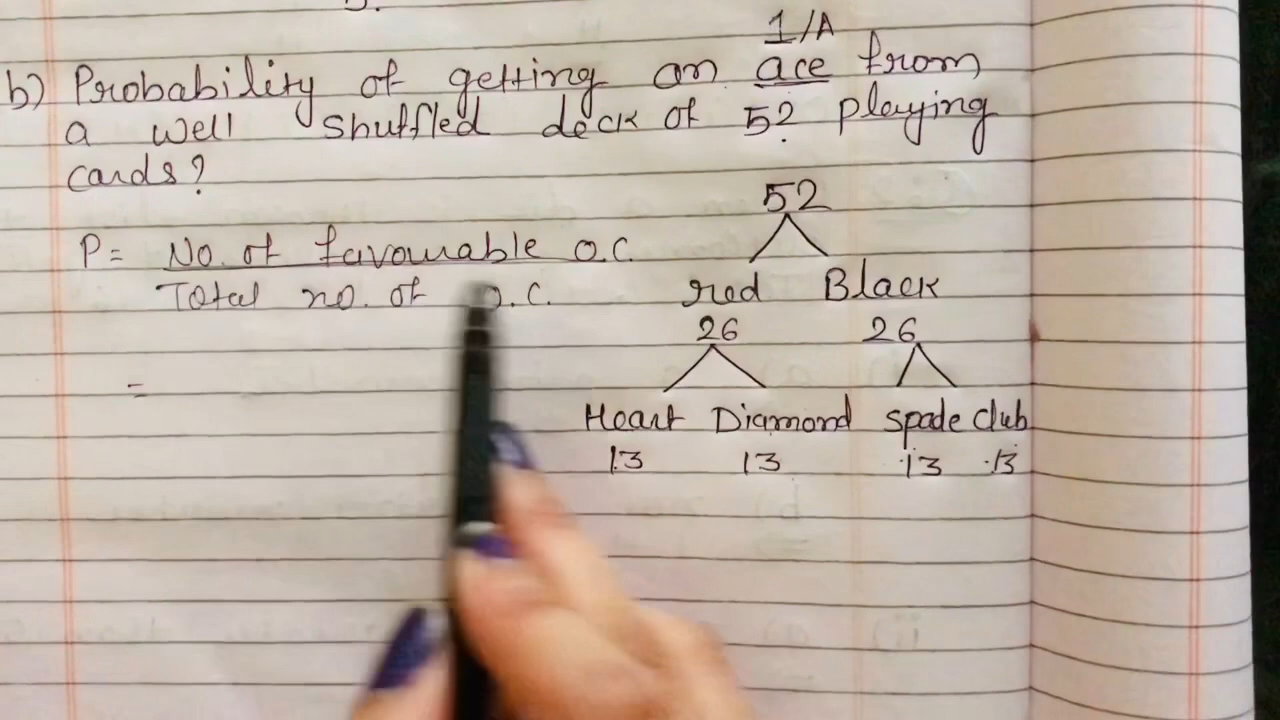 1/A
b) Probability of getting an ace from
a well shuffled deck of 52 playing
cards?
52
P= No. of favourable O.C.
Total no. of O.C.
red Black
26 26
=
Heart Diamond Spade Club
13 13 13 13